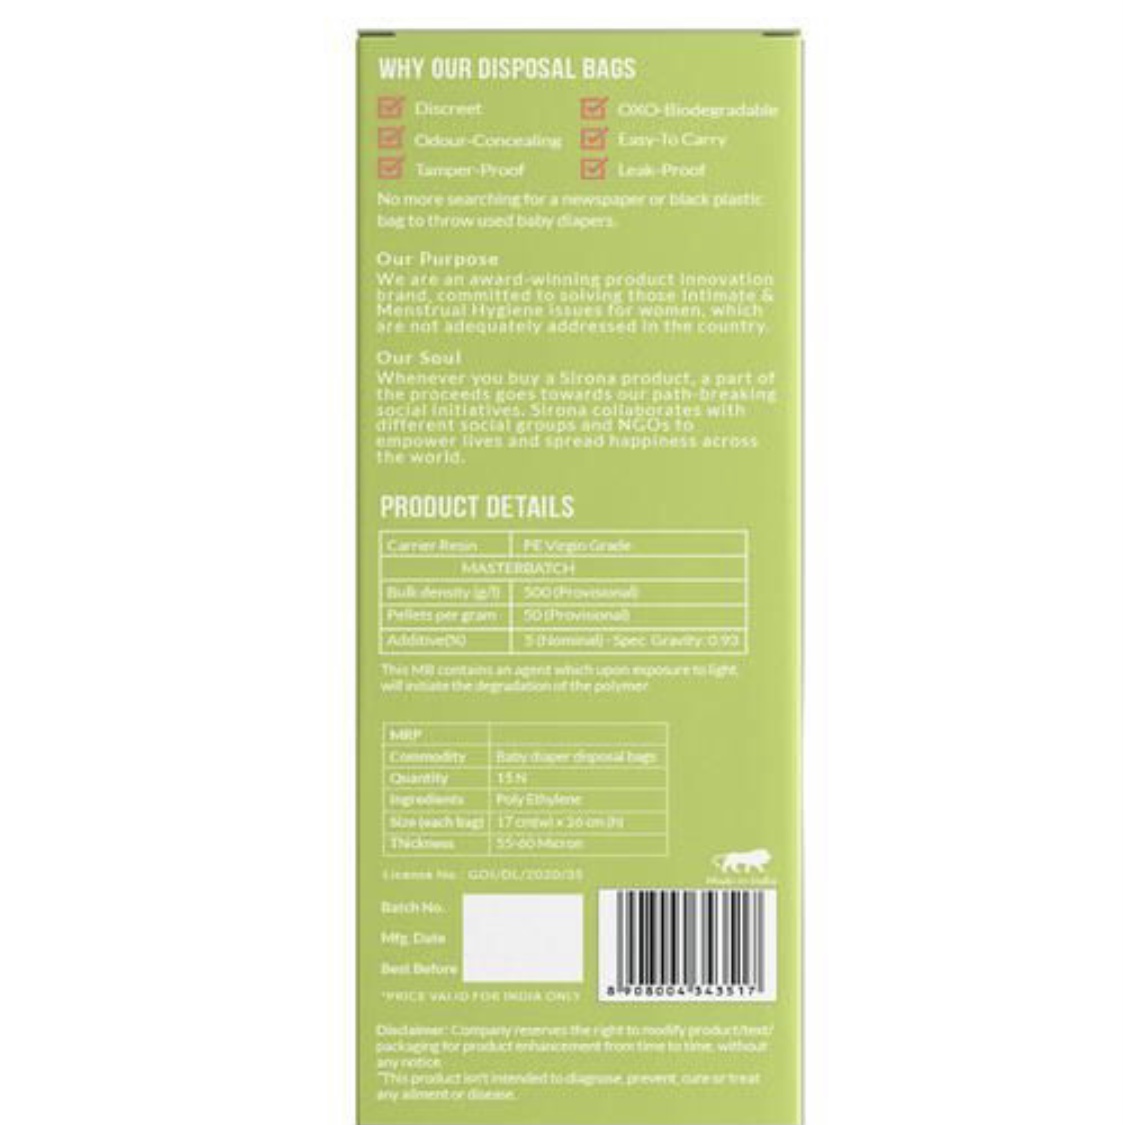 WHY OUR DISPOSAL BAGS
Discreet OXO-Biodegradable
Odour-Concealing Easy-To Carry
Tamper-Proof Leak-Proof
No more searching for a newspaper or black plastic
bag to throw used baby diapers.
Our Purpose
We are an award-winning product innovation
brand, committed to solving those Intimate &
Menstrual Hygiene issues for women, which
are not adequately addressed in the country.
Our Soul
Whenever you buy a Sirona product, a part of
the proceeds goes towards our path-breaking
social initiatives. Sirona collaborates with
different social groups and NGOs to
empower lives and spread happiness across
the world.
PRODUCT DETAILS
Carrier Resin PE Virgin Grade
MASTERBATCH
Bulk density (g/l) 500 (Provisional)
Pellets per gram 50 (Provisional)
Additive(%) 5 (Nominal) - Spec Gravity: 0.93
This MB contains an agent which upon exposure to light,
will initiate the degradation of the polymer
MRP
Commodity Baby diaper disposal bags
Quantity 15 N
Ingredients Poly Ethylene
Size (each bag) 17 cm(w) x 36 cm (h)
Thickness 55-60 Micron
License No. GOI/DL/2020/35
Made in India
Batch No.
Mfg. Date
Best Before
8 908004 343517
*PRICE VALID FOR INDIA ONLY
Disclaimer: Company reserves the right to modify product/text/
packaging for product enhancement from time to time, without
any notice.
*This product isn't intended to diagnose, prevent, cure or treat
any ailment or disease.